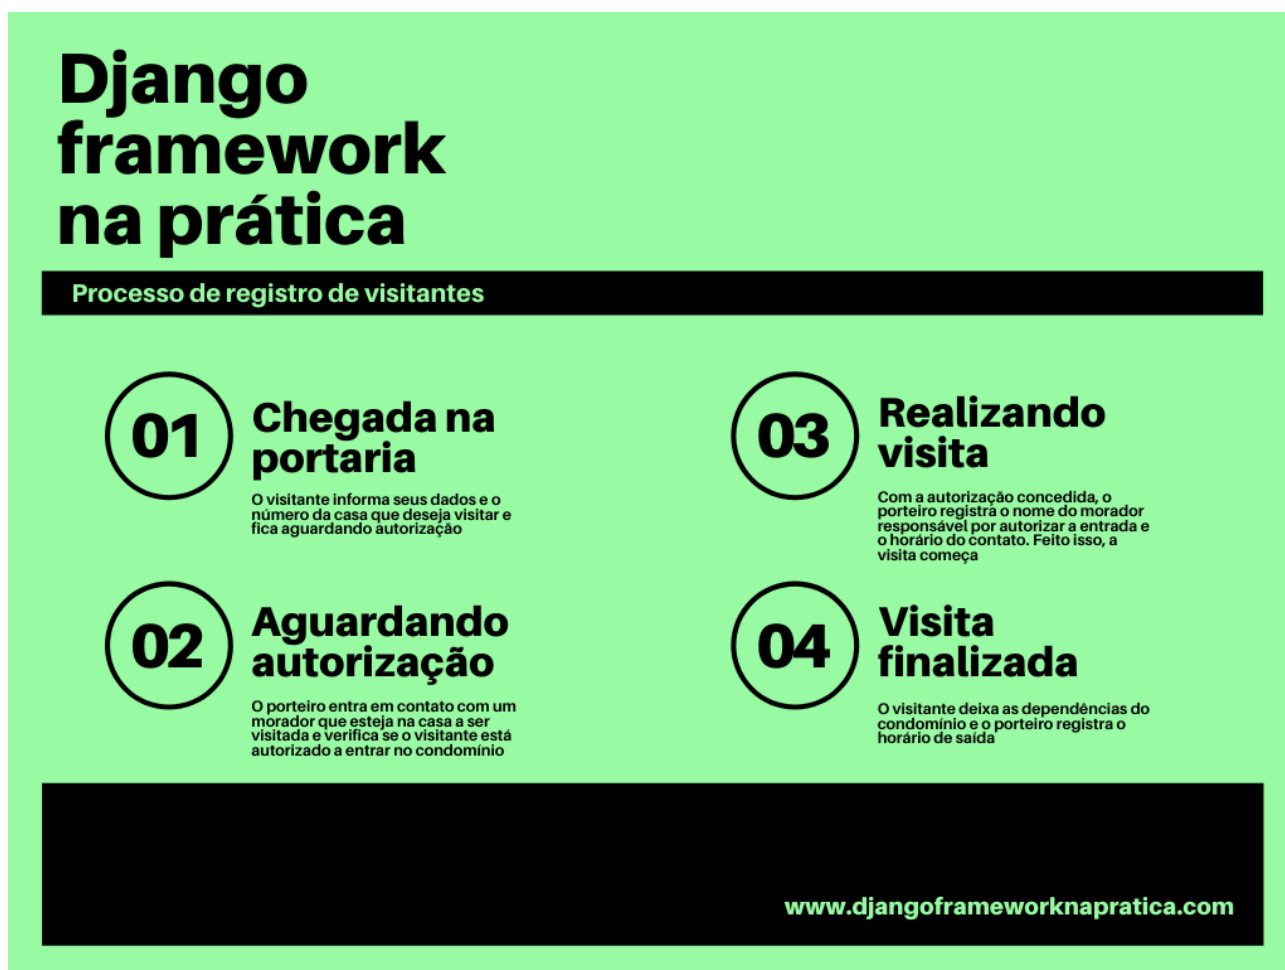 Django
framework
na prática
Processo de registro de visitantes
01
Chegada na
portaria
O visitante informa seus dados e o
número da casa que deseja visitar e
fica aguardando autorização
02
Aguardando
autorização
O porteiro entra em contato com um
morador que esteja na casa a ser
visitada e verifica se o visitante está
autorizado a entrar no condomínio
03
Realizando
visita
Com a autorização concedida, o
porteiro registra o nome do morador
responsável por autorizar a entrada e
o horário do contato. Feito isso, a
visita começa
04
Visita
finalizada
O visitante deixa as dependências do
condomínio e o porteiro registra o
horário de saída
www.djangoframeworknapratica.com